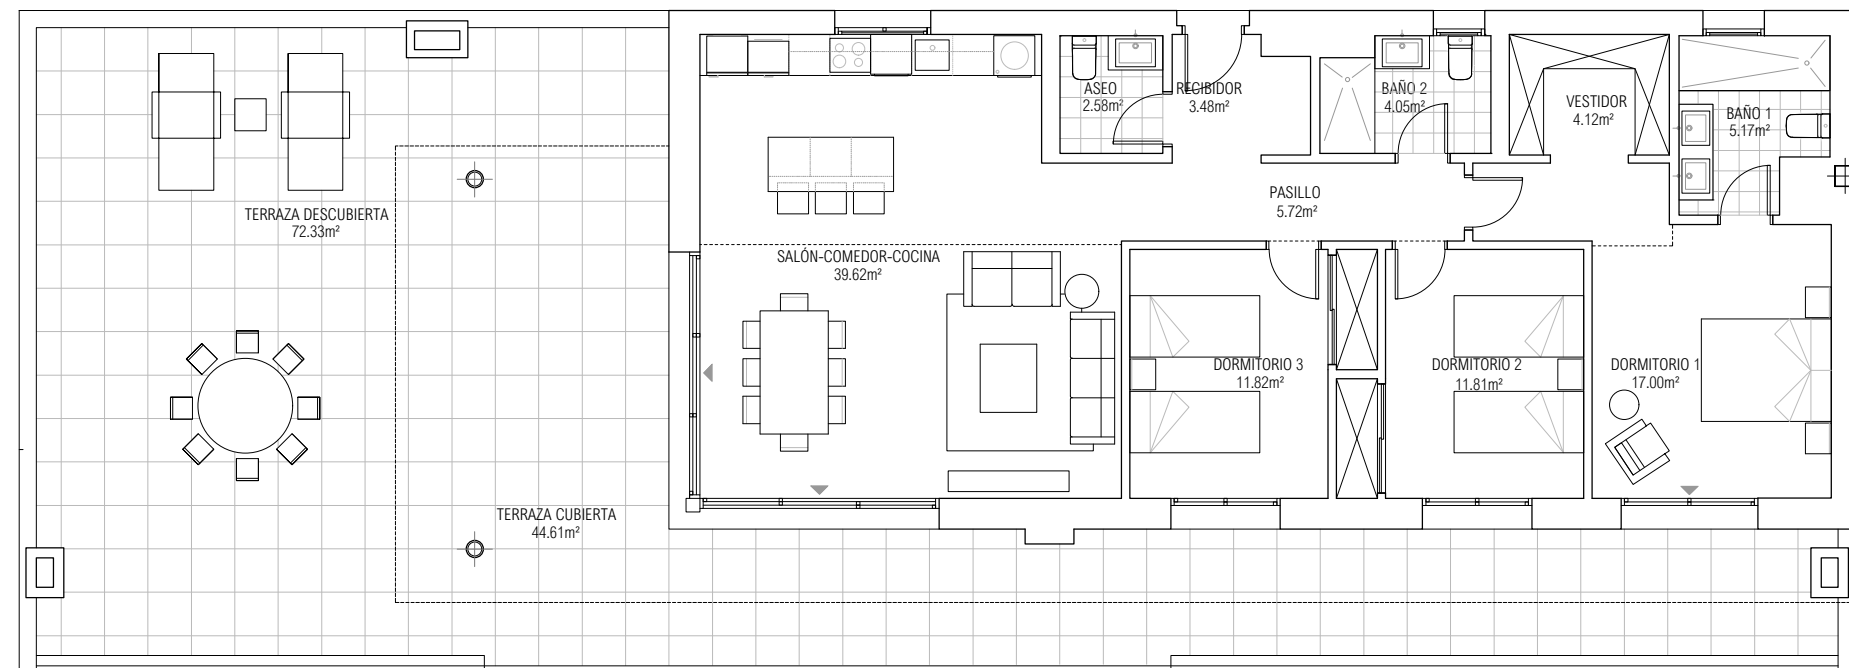 ASEO
2.58m²
RECIBIDOR
3.48m²
BAÑO 2
4.05m²
VESTIDOR
4.12m²
BAÑO 1
5.17m²
TERRAZA DESCUBIERTA
72.33m²
PASILLO
5.72m²
SALÓN-COMEDOR-COCINA
39.62m²
DORMITORIO 3
11.82m²
DORMITORIO 2
11.81m²
DORMITORIO 1
17.00m²
TERRAZA CUBIERTA
44.61m²